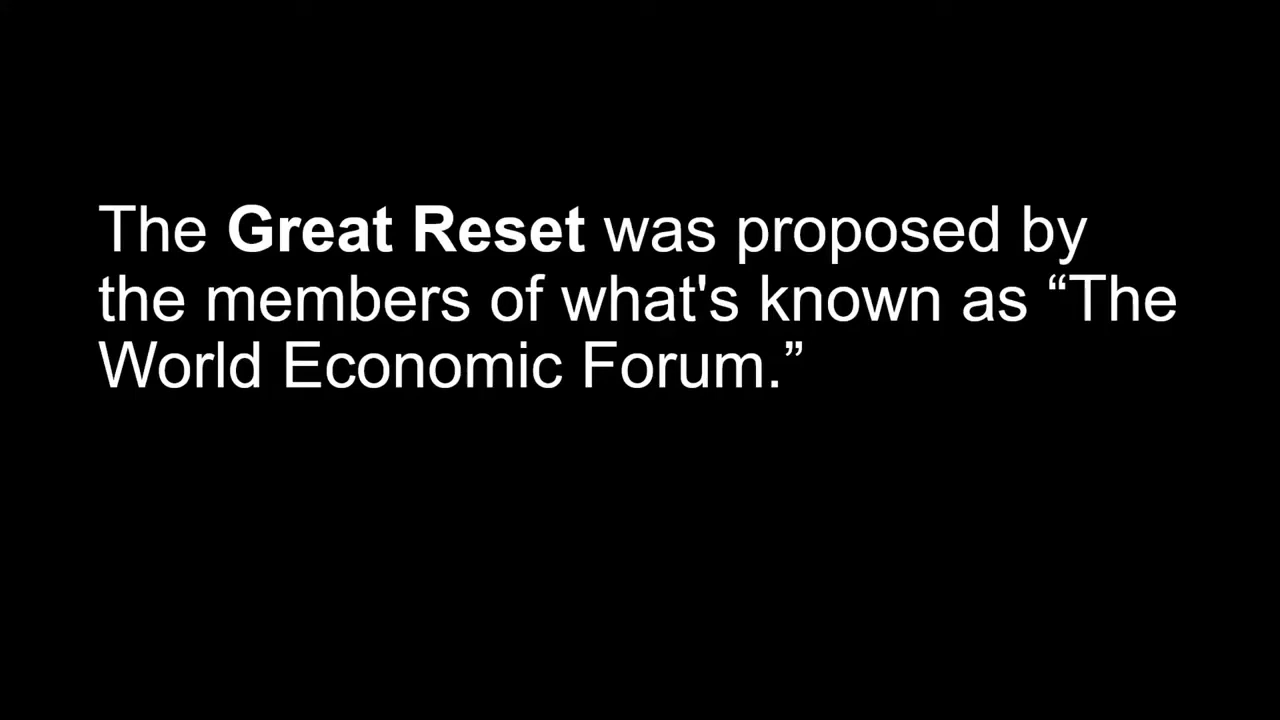 The Great Reset was proposed by
the members of what's known as “The
World Economic Forum.”